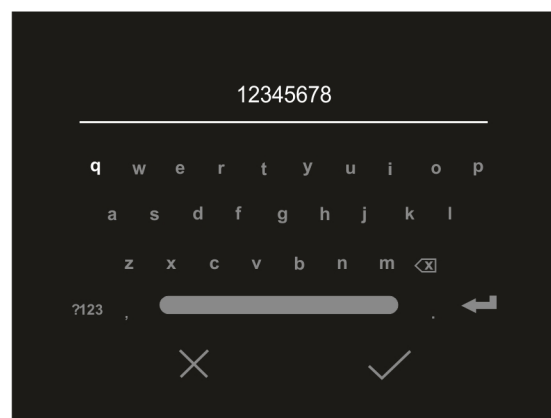 12345678
q w e r t y u i o p
a s d f g h j k l
z x c v b n m x
?123 , .